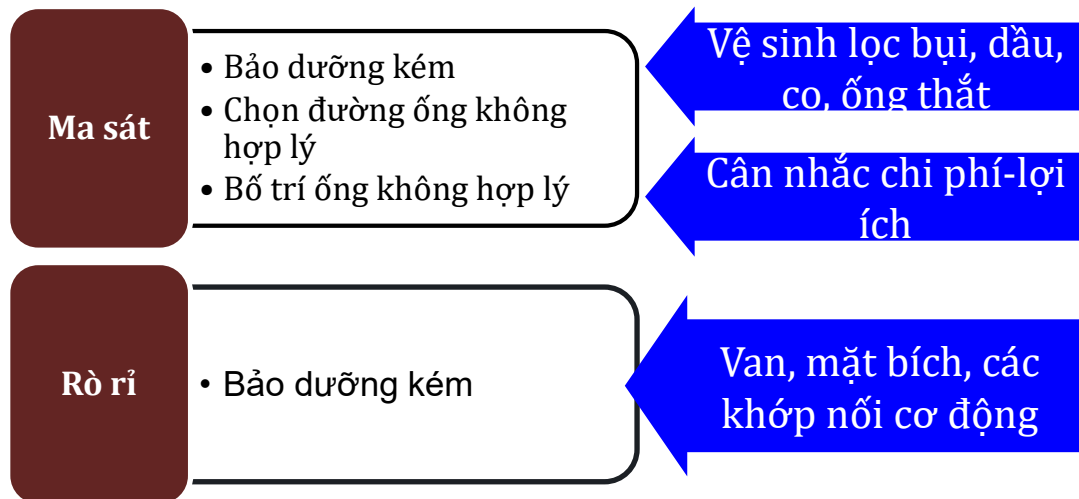 Ma sát
• Bảo dưỡng kém
• Chọn đường ống không
hợp lý
• Bố trí ống không hợp lý
Vệ sinh lọc bụi, dầu,
co, ống thắt
Cân nhắc chi phí-lợi
ích
Rò rỉ
• Bảo dưỡng kém
Van, mặt bích, các
khớp nối cơ động